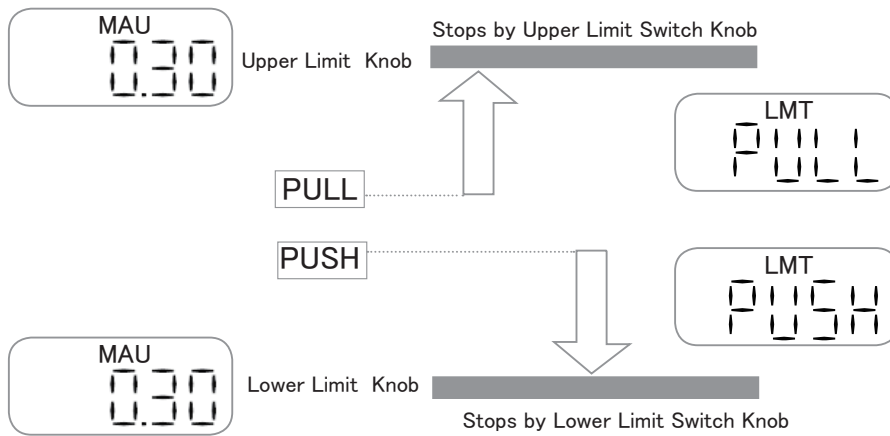 MAU
0.30
Upper Limit Knob
Stops by Upper Limit Switch Knob
LMT
PULL
PULL
PUSH
LMT
PUSH
MAU
0.30
Lower Limit Knob
Stops by Lower Limit Switch Knob